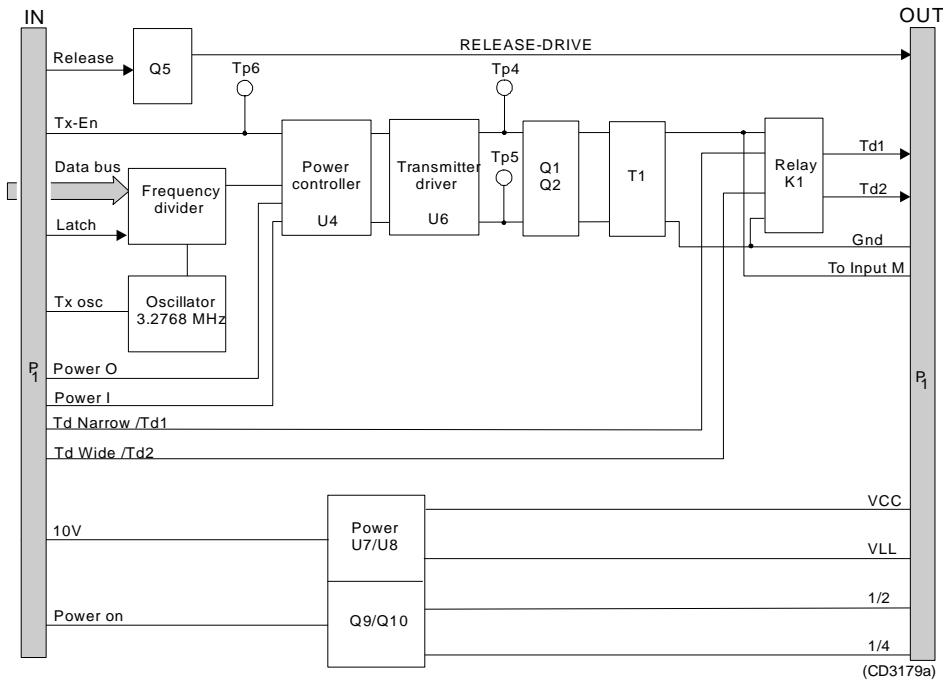 IN
OUT
RELEASE-DRIVE
Release
Q5
Tp6
Tp4
Tx-En
Data bus
Frequency
divider
Power
controller
U4
Transmitter
driver
U6
Tp5
Q1
Q2
T1
Relay
K1
Td1
Td2
Latch
Gnd
To Input M
Tx osc
Oscillator
3.2768 MHz
P1
Power O
Power I
Td Narrow /Td1
Td Wide /Td2
P1
10V
Power
U7/U8
VCC
VLL
Power on
Q9/Q10
1/2
1/4
(CD3179a)